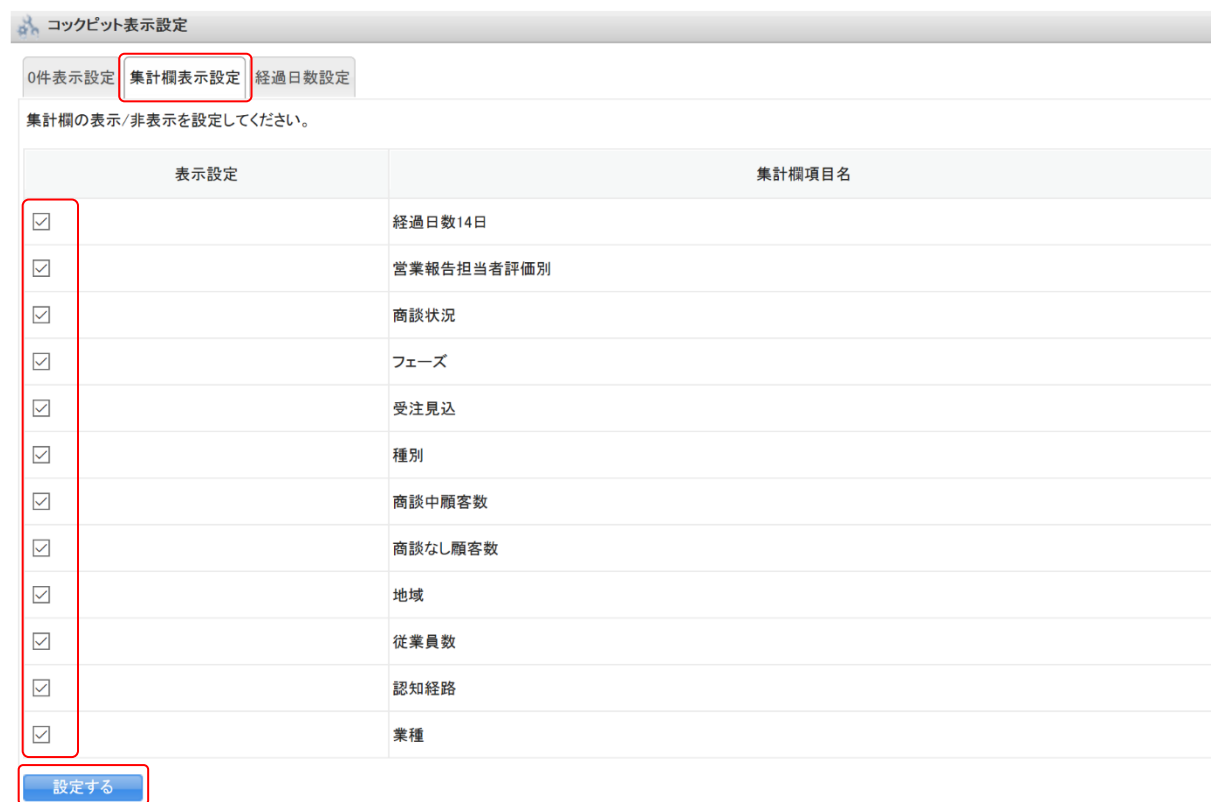 コックピット表示設定
0件表示設定 集計欄表示設定 経過日数設定
集計欄の表示/非表示を設定してください。
表示設定 集計欄項目名
経過日数14日
営業報告担当者評価別
商談状況
フェーズ
受注見込
種別
商談中顧客数
商談なし顧客数
地域
従業員数
認知経路
業種
設定する